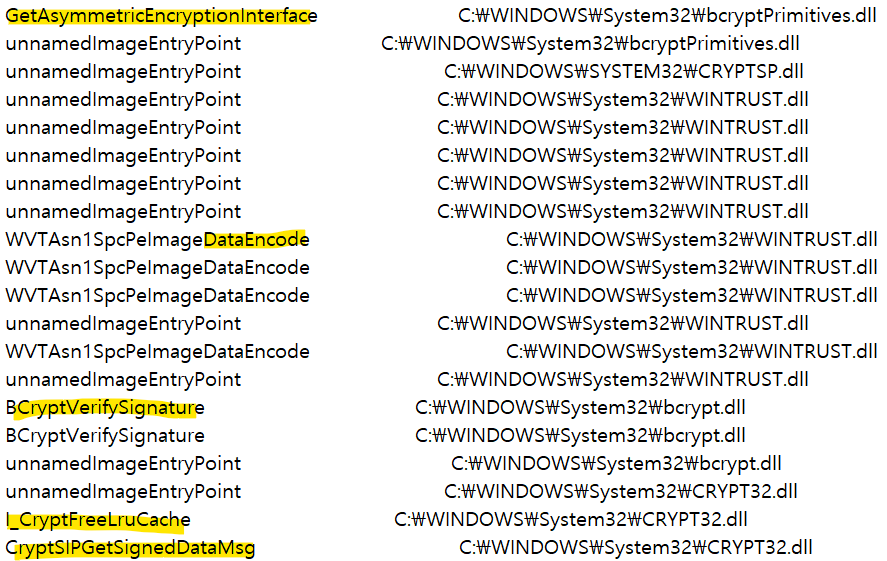 GetAsymmetricEncryptionInterface C:₩WINDOWS₩System32₩bcryptPrimitives.dll
unnamedImageEntryPoint C:₩WINDOWS₩System32₩bcryptPrimitives.dll
unnamedImageEntryPoint C:₩WINDOWS₩SYSTEM32₩CRYPTSP.dll
unnamedImageEntryPoint C:₩WINDOWS₩System32₩WINTRUST.dll
unnamedImageEntryPoint C:₩WINDOWS₩System32₩WINTRUST.dll
unnamedImageEntryPoint C:₩WINDOWS₩System32₩WINTRUST.dll
unnamedImageEntryPoint C:₩WINDOWS₩System32₩WINTRUST.dll
unnamedImageEntryPoint C:₩WINDOWS₩System32₩WINTRUST.dll
WVTAsn1SpcPeImageDataEncode C:₩WINDOWS₩System32₩WINTRUST.dll
WVTAsn1SpcPeImageDataEncode C:₩WINDOWS₩System32₩WINTRUST.dll
WVTAsn1SpcPeImageDataEncode C:₩WINDOWS₩System32₩WINTRUST.dll
unnamedImageEntryPoint C:₩WINDOWS₩System32₩WINTRUST.dll
WVTAsn1SpcPeImageDataEncode C:₩WINDOWS₩System32₩WINTRUST.dll
unnamedImageEntryPoint C:₩WINDOWS₩System32₩WINTRUST.dll
BCryptVerifySignature C:₩WINDOWS₩System32₩bcrypt.dll
BCryptVerifySignature C:₩WINDOWS₩System32₩bcrypt.dll
unnamedImageEntryPoint C:₩WINDOWS₩System32₩bcrypt.dll
unnamedImageEntryPoint C:₩WINDOWS₩System32₩CRYPT32.dll
I_CryptFreeLruCache C:₩WINDOWS₩System32₩CRYPT32.dll
CryptSIPGetSignedDataMsg C:₩WINDOWS₩System32₩CRYPT32.dll